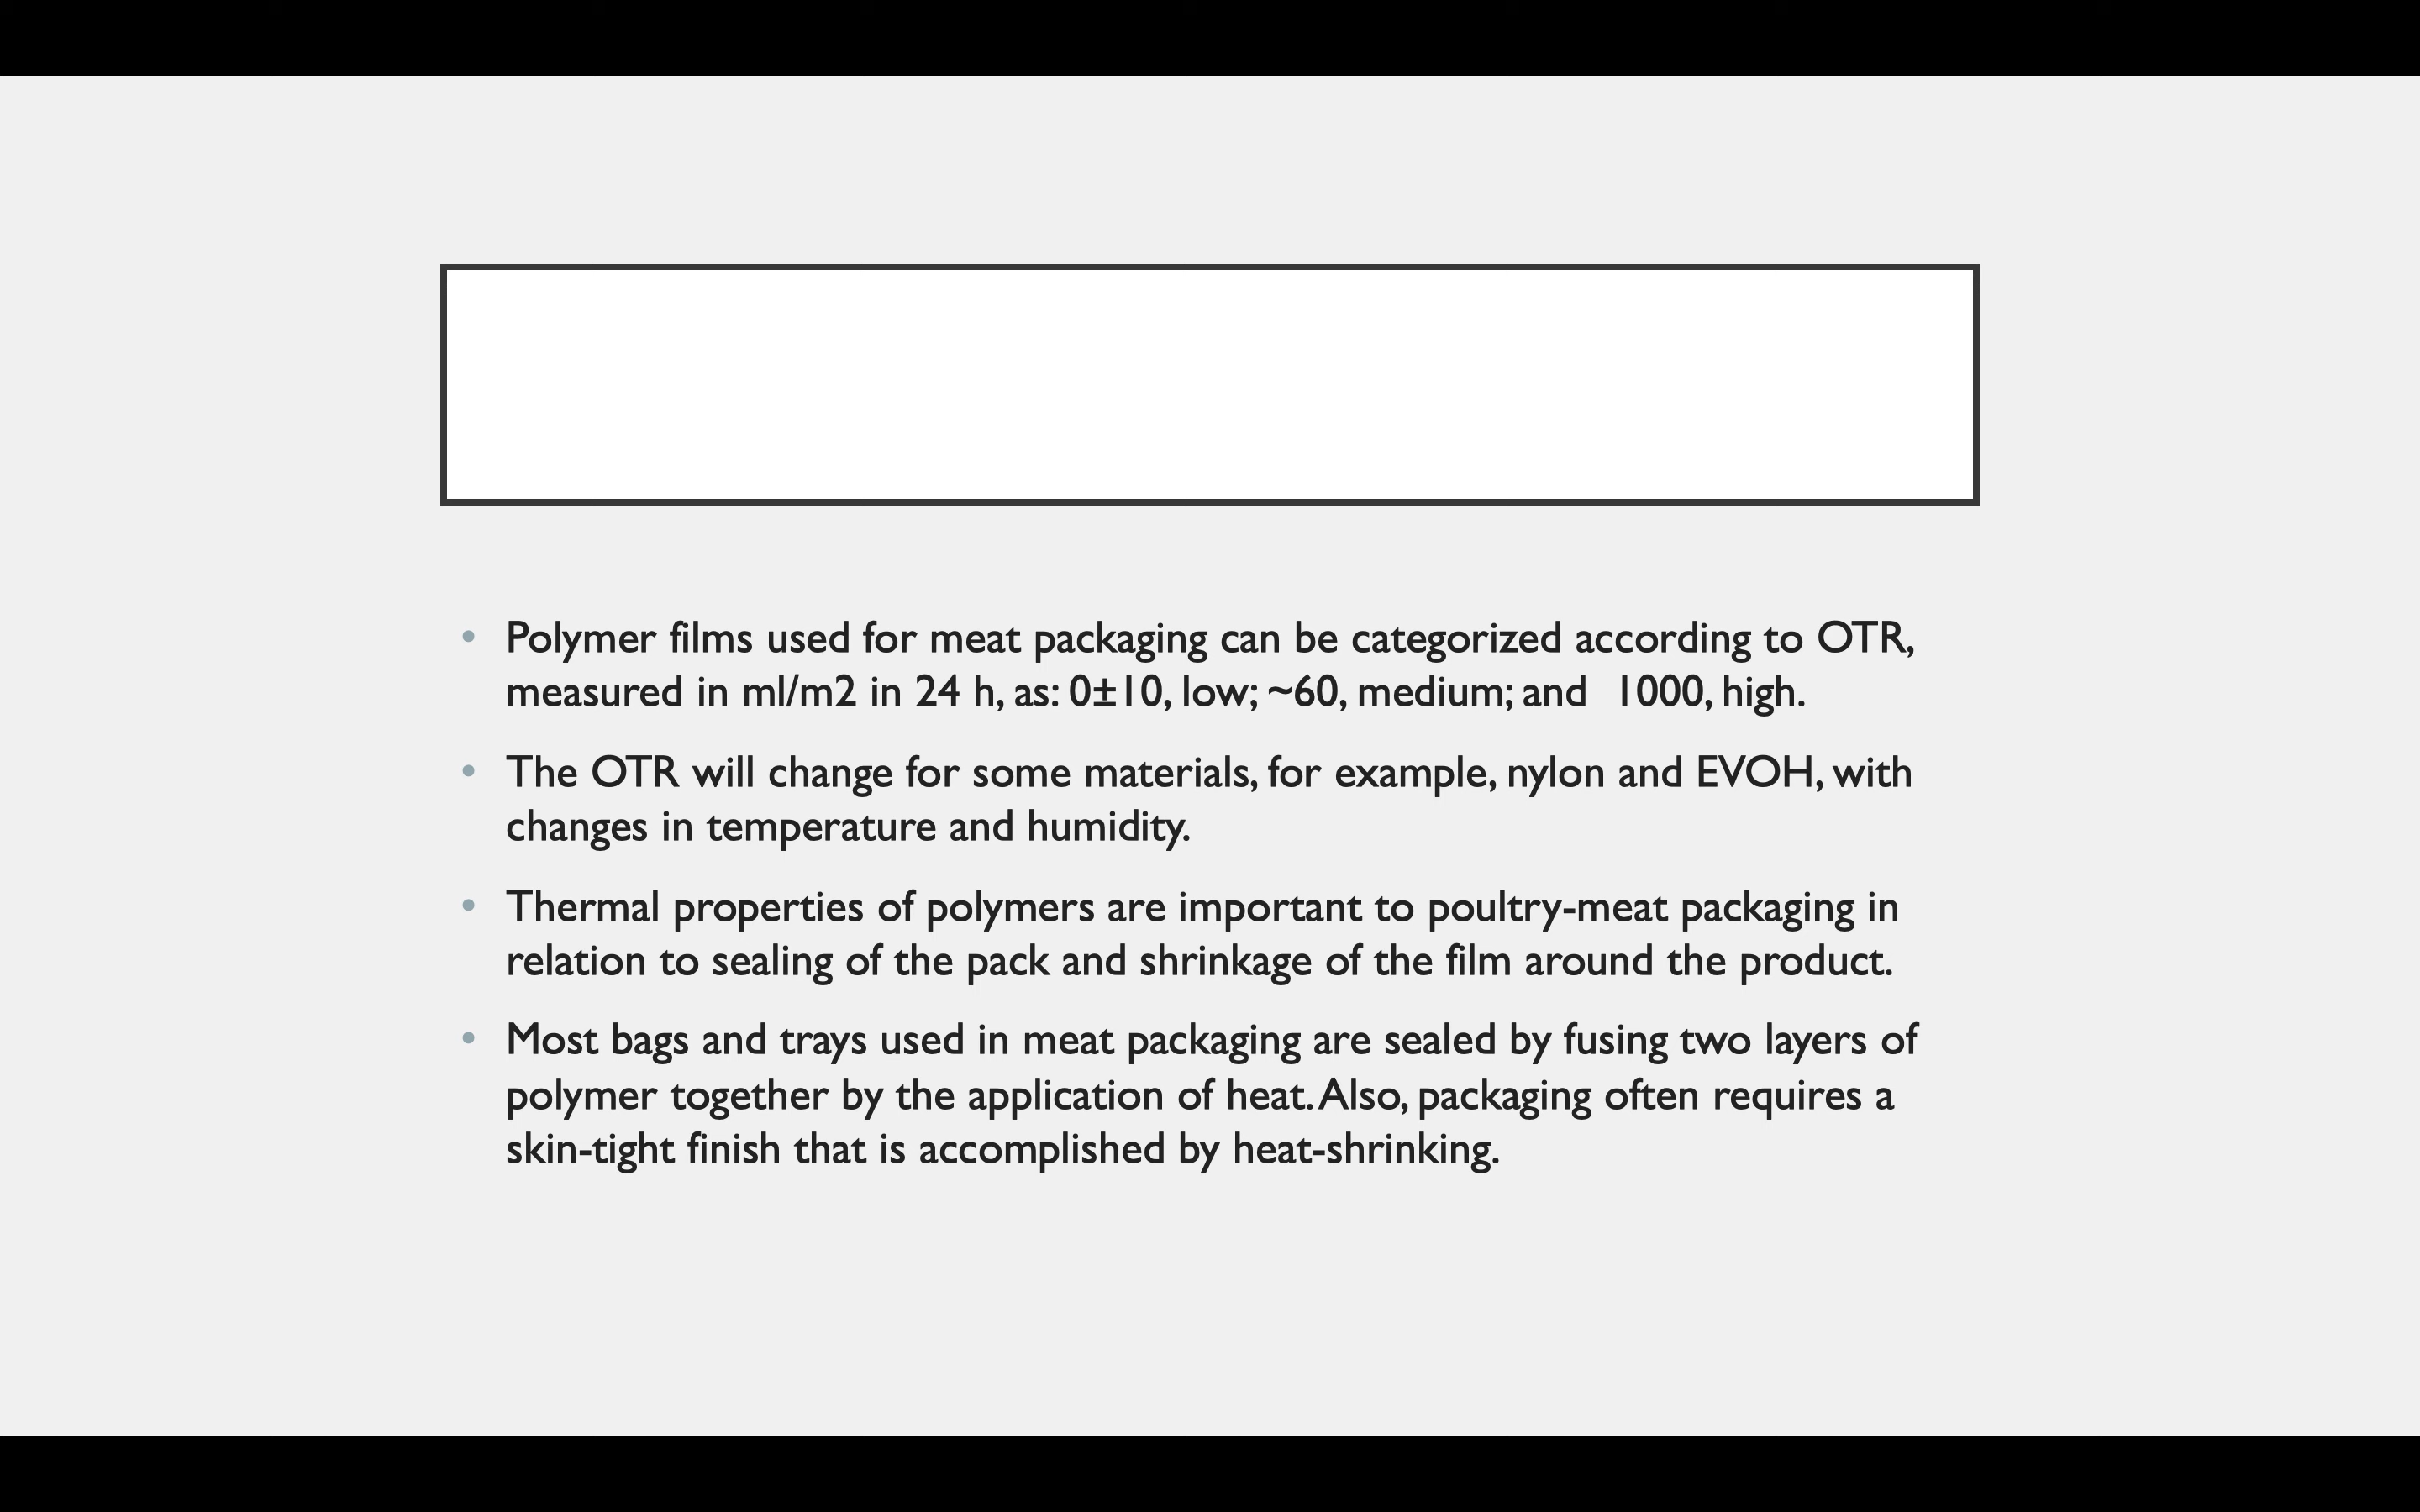 • Polymer films used for meat packaging can be categorized according to OTR,
measured in ml/m2 in 24 h, as: 0±10, low; ~60, medium; and   1000, high.
• The OTR will change for some materials, for example, nylon and EVOH, with
changes in temperature and humidity.
• Thermal properties of polymers are important to poultry-meat packaging in
relation to sealing of the pack and shrinkage of the film around the product.
• Most bags and trays used in meat packaging are sealed by fusing two layers of
polymer together by the application of heat. Also, packaging often requires a
skin-tight finish that is accomplished by heat-shrinking.